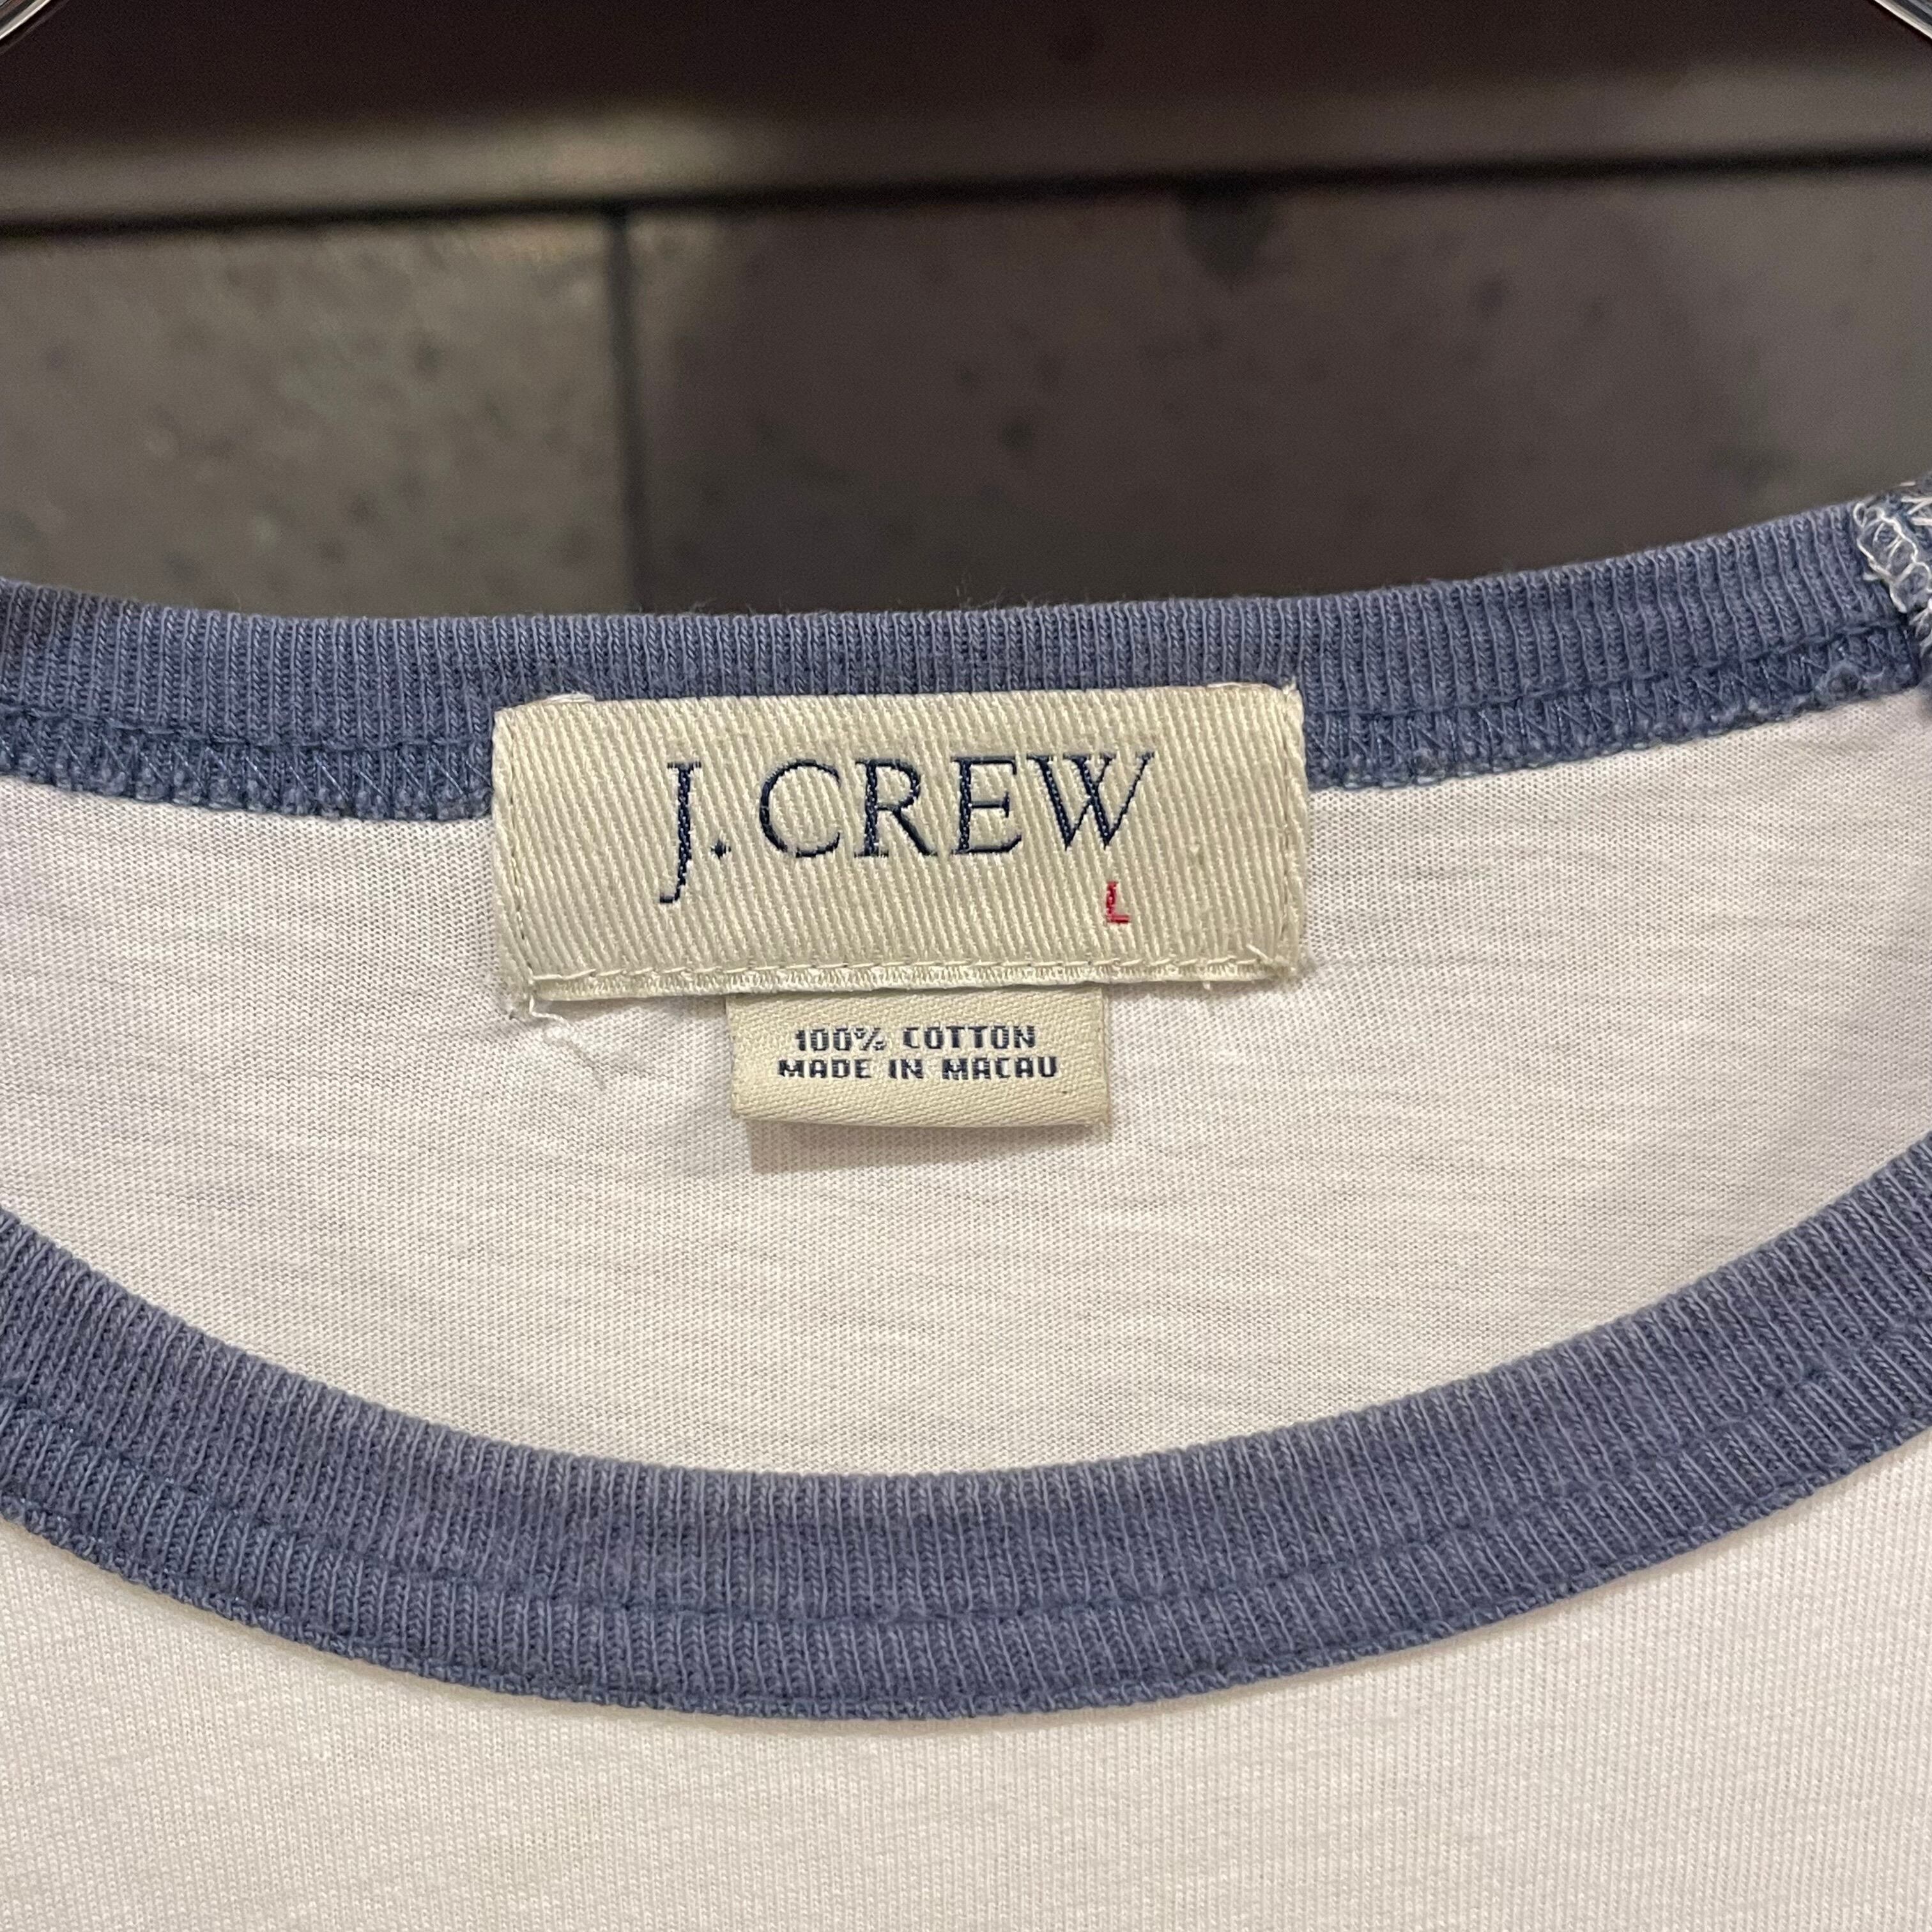 J. CREW
L
100% COTTON
MADE IN MACAU